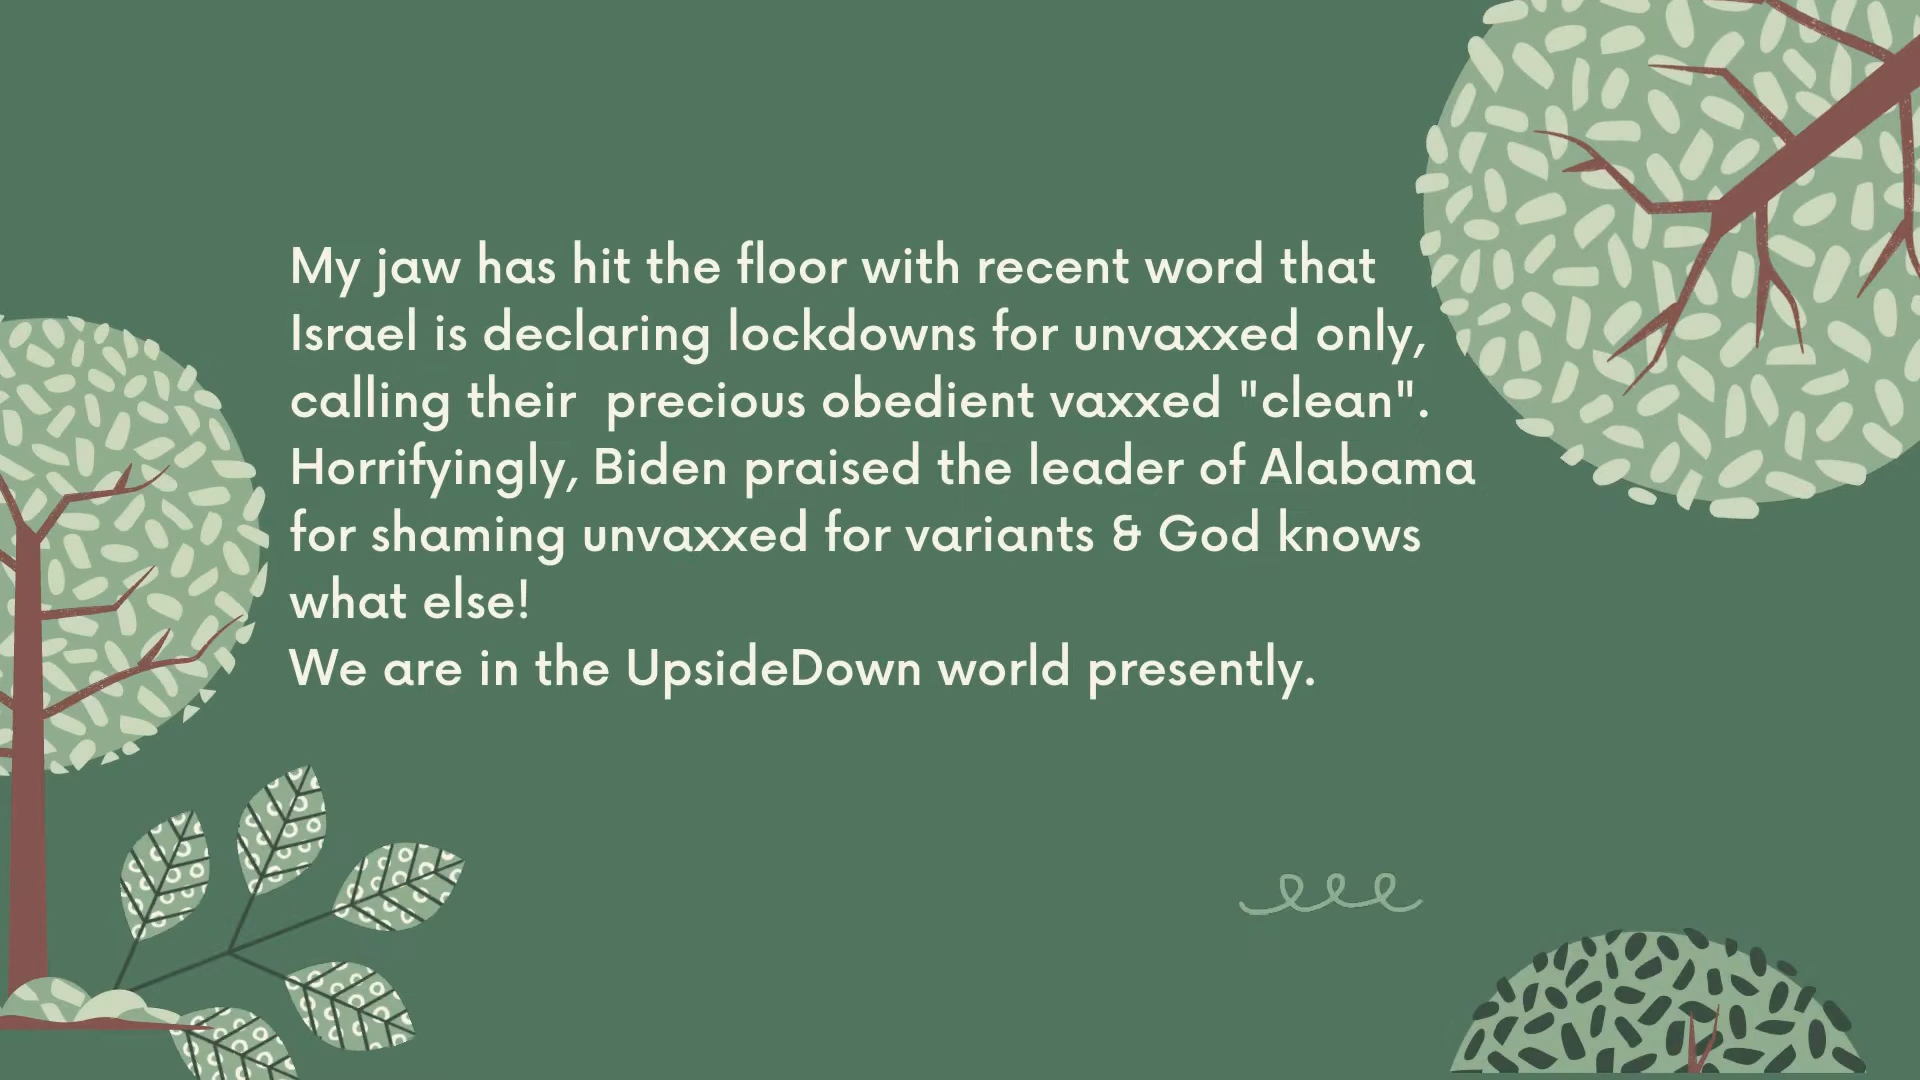 My jaw has hit the floor with recent word that
Israel is declaring lockdowns for unvaxxed only,
calling their  precious obedient vaxxed "clean".
Horrifyingly, Biden praised the leader of Alabama
for shaming unvaxxed for variants & God knows
what else!
We are in the UpsideDown world presently.